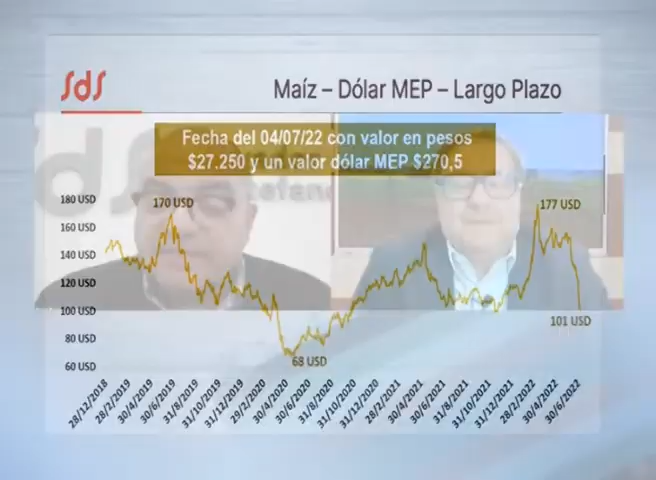 SdS
Maíz – Dólar MEP – Largo Plazo
Fecha del 04/07/22 con valor en pesos
$27.250 y un valor dólar MEP $270,5
180 USD
160 USD
140 USD
120 USD
100 USD
80 USD
60 USD
170 USD
68 USD
177 USD
101 USD
28/12/2018
28/2/2019
30/4/2019
30/6/2019
31/8/2019
31/10/2019
31/12/2019
29/2/2020
30/4/2020
30/6/2020
31/8/2020
31/10/2020
31/12/2020
28/2/2021
30/4/2021
30/6/2021
31/8/2021
31/10/2021
31/12/2021
28/2/2022
30/4/2022
30/6/2022